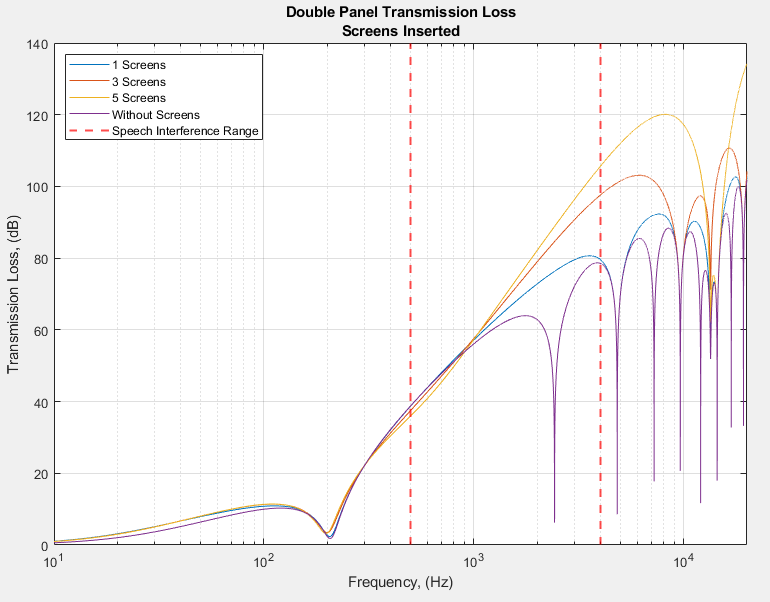 Double Panel Transmission Loss
Screens Inserted
140
120
100
80
60
40
20
0
Transmission Loss, (dB)
1 Screens
3 Screens
5 Screens
Without Screens
Speech Interference Range
10^1 10^2 10^3 10^4
Frequency, (Hz)